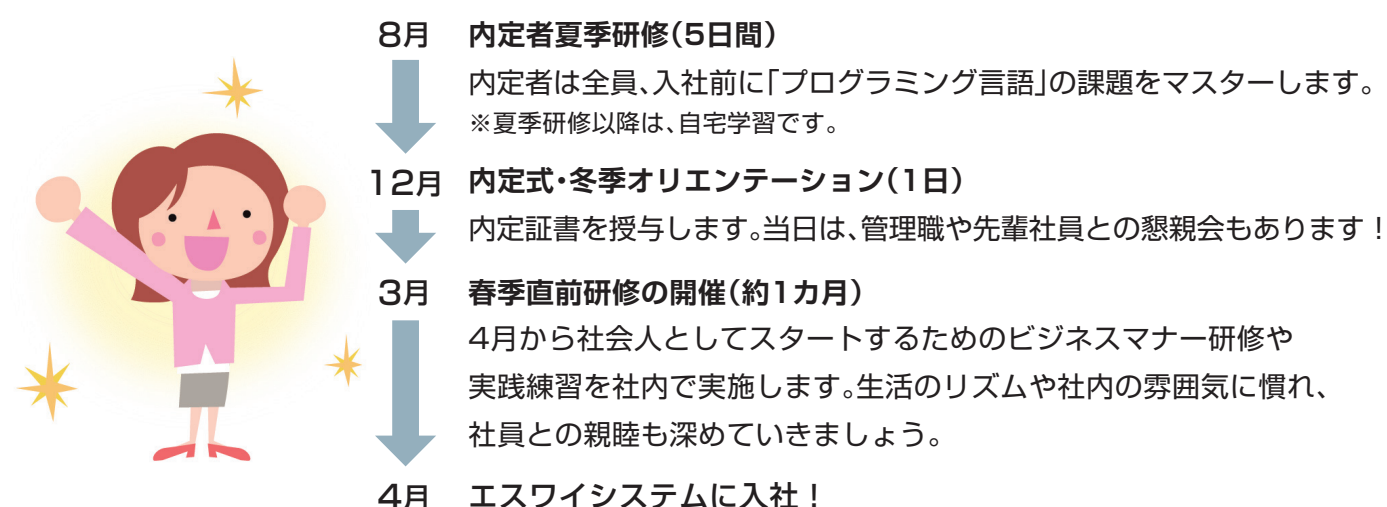 8月 内定者夏季研修（5日間）
内定者は全員、入社前に「プログラミング言語」の課題をマスターします。
※夏季研修以降は、自宅学習です。
12月 内定式・冬季オリエンテーション（1日）
内定証書を授与します。当日は、管理職や先輩社員との懇親会もあります！
3月 春季直前研修の開催（約1カ月）
4月から社会人としてスタートするためのビジネスマナー研修や
実践練習を社内で実施します。生活のリズムや社内の雰囲気に慣れ、
社員との親睦も深めていきましょう。
4月 エスワイシステムに入社！